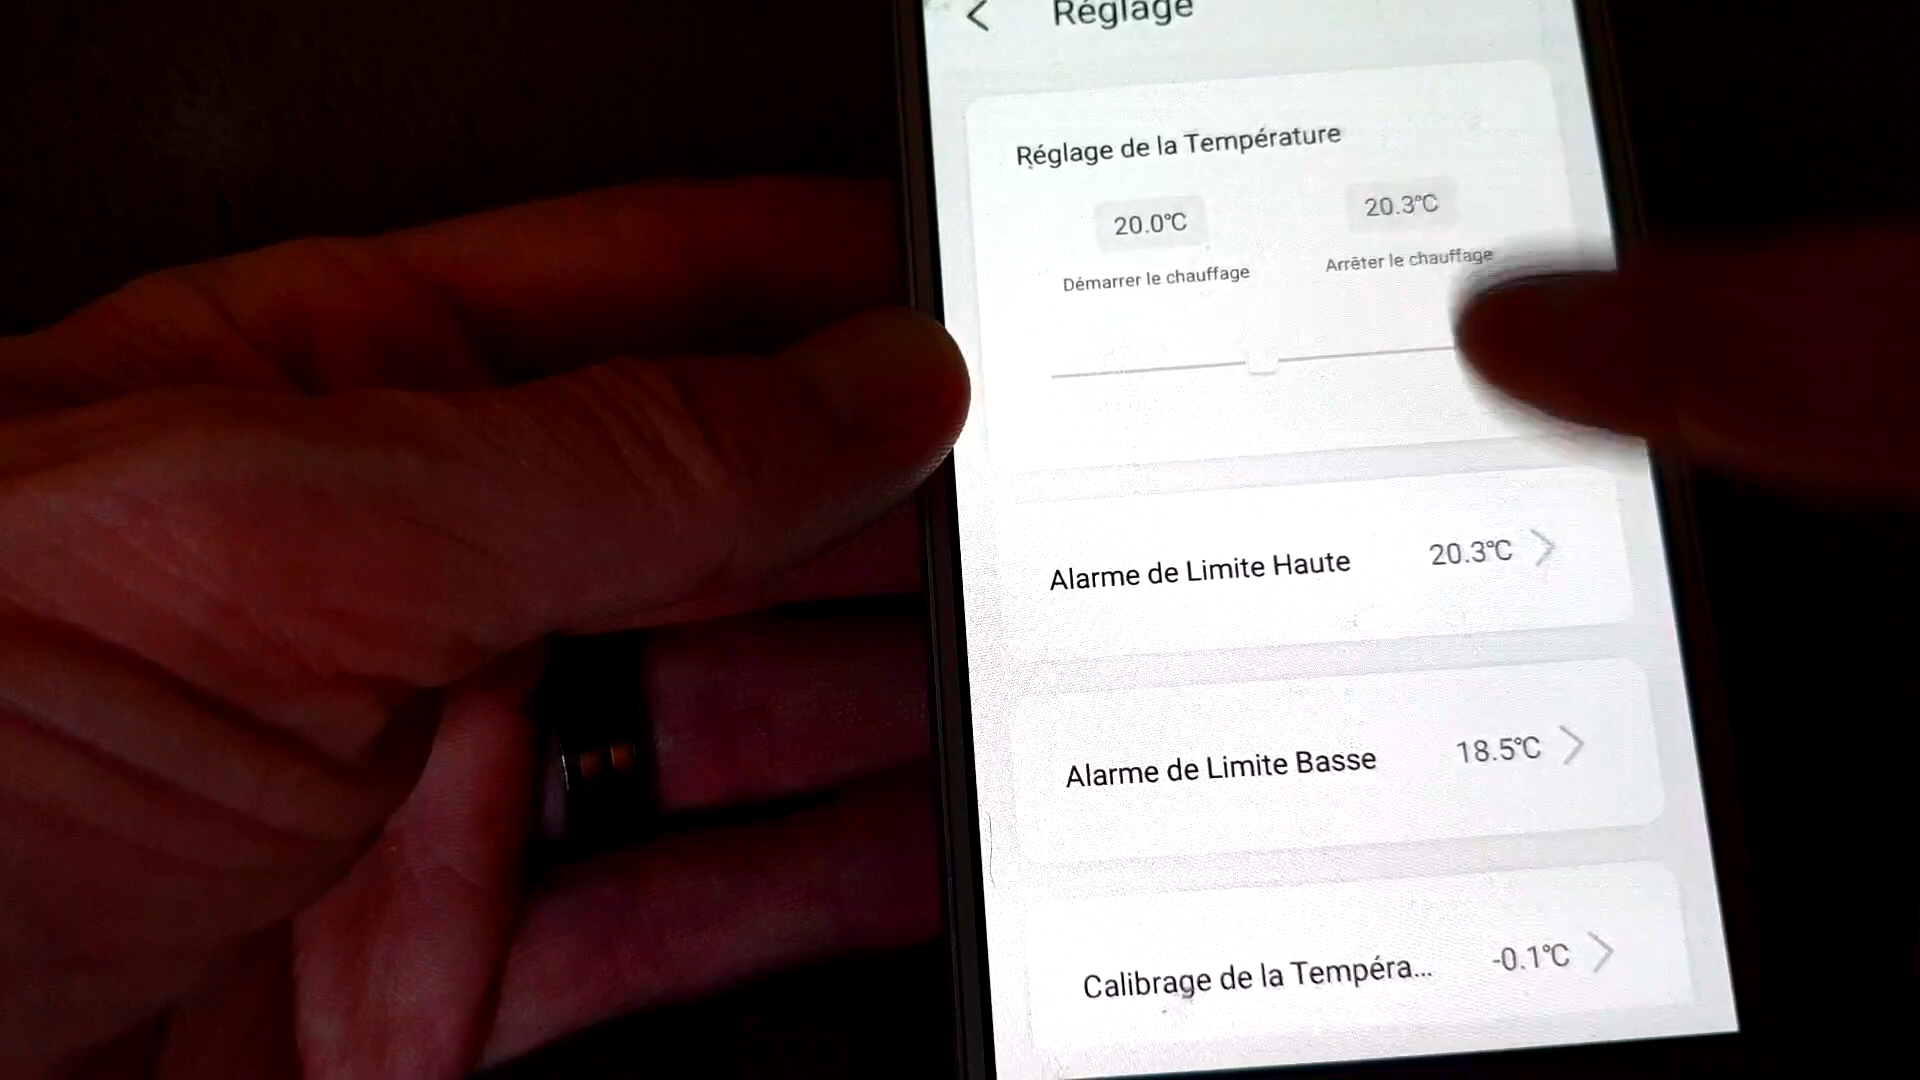 Réglage
Réglage de la Température
20.0℃ 20.3℃
Démarrer le chauffage Arrêter le chauffage
Alarme de Limite Haute 20.3℃
Alarme de Limite Basse 18.5℃
Calibrage de la Tempéra... -0.1℃